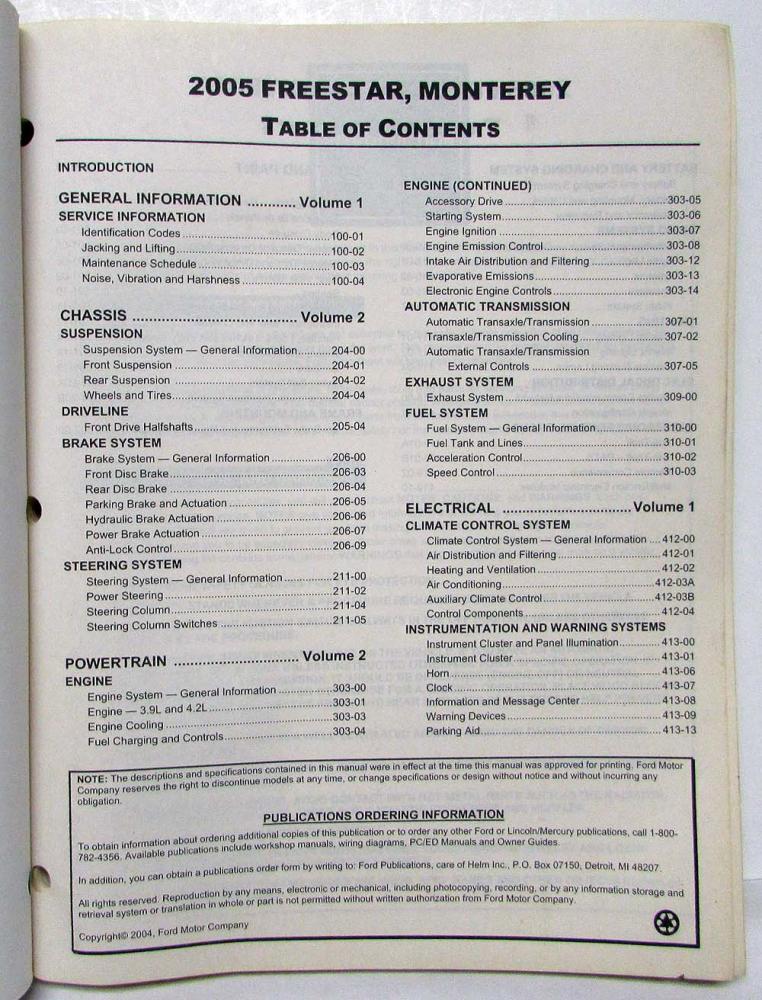 2005 FREESTAR, MONTEREY
TABLE OF CONTENTS
INTRODUCTION
GENERAL INFORMATION ........... Volume 1
SERVICE INFORMATION
Identification Codes ........ 100-01
Jacking and Lifting ........ 100-02
Maintenance Schedule ........ 100-03
Noise, Vibration and Harshness ........ 100-04
CHASSIS ........ Volume 2
SUSPENSION
Suspension System — General Information ........ 204-00
Front Suspension ........ 204-01
Rear Suspension ........ 204-02
Wheels and Tires ........ 204-04
DRIVELINE
Front Drive Halfshafts ........ 205-04
BRAKE SYSTEM
Brake System — General Information ........ 206-00
Front Disc Brake ........ 206-03
Rear Disc Brake ........ 206-04
Parking Brake and Actuation ........ 206-05
Hydraulic Brake Actuation ........ 206-06
Power Brake Actuation ........ 206-07
Anti-Lock Control ........ 206-09
STEERING SYSTEM
Steering System — General Information ........ 211-00
Power Steering ........ 211-02
Steering Column ........ 211-04
Steering Column Switches ........ 211-05
POWERTRAIN ........ Volume 2
ENGINE
Engine System — General Information ........ 303-00
Engine — 3.9L and 4.2L ........ 303-01
Engine Cooling ........ 303-03
Fuel Charging and Controls ........ 303-04
ENGINE (CONTINUED)
Accessory Drive ........ 303-05
Starting System ........ 303-06
Engine Ignition ........ 303-07
Engine Emission Control ........ 303-08
Intake Air Distribution and Filtering ........ 303-12
Evaporative Emissions ........ 303-13
Electronic Engine Controls ........ 303-14
AUTOMATIC TRANSMISSION
Automatic Transaxle/Transmission ........ 307-01
Transaxle/Transmission Cooling ........ 307-02
Automatic Transaxle/Transmission
External Controls ........ 307-05
EXHAUST SYSTEM
Exhaust System ........ 309-00
FUEL SYSTEM
Fuel System — General Information ........ 310-00
Fuel Tank and Lines ........ 310-01
Acceleration Control ........ 310-02
Speed Control ........ 310-03
ELECTRICAL ........ Volume 1
CLIMATE CONTROL SYSTEM
Climate Control System — General Information .... 412-00
Air Distribution and Filtering ........ 412-01
Heating and Ventilation ........ 412-02
Air Conditioning ........ 412-03A
Auxiliary Climate Control ........ 412-03B
Control Components ........ 412-04
INSTRUMENTATION AND WARNING SYSTEMS
Instrument Cluster and Panel Illumination ........ 413-00
Instrument Cluster ........ 413-01
Horn ........ 413-06
Clock ........ 413-07
Information and Message Center ........ 413-08
Warning Devices ........ 413-09
Parking Aid ........ 413-13
NOTE: The descriptions and specifications contained in this manual were in effect at the time this manual was approved for printing. Ford Motor
Company reserves the right to discontinue models at any time, or change specifications or design without notice and without incurring any
obligation.
PUBLICATIONS ORDERING INFORMATION
To obtain information about ordering additional copies of this publication or to order any other Ford or Lincoln/Mercury publications, call 1-800-
782-4356. Available publications include workshop manuals, wiring diagrams, PC/ED Manuals and Owner Guides.
In addition, you can obtain a publications order form by writing to: Ford Publications, care of Helm Inc., P.O. Box 07150, Detroit, MI 48207.
All rights reserved. Reproduction by any means, electronic or mechanical, including photocopying, recording, or by any information storage and
retrieval system or translation in whole or part is not permitted without written authorization from Ford Motor Company.
Copyright© 2004, Ford Motor Company